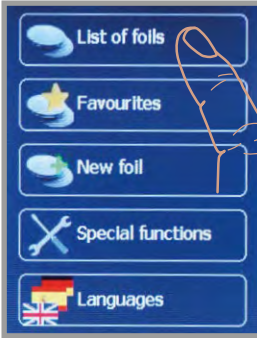 List of foils
Favourites
New foil
Special functions
Languages